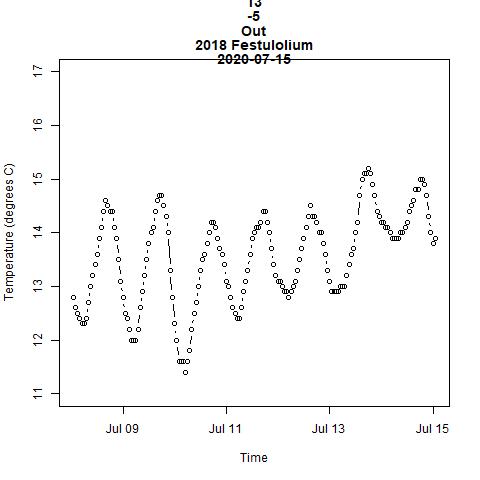 13
-5
Out
2018 Festulolium
2020-07-15
17
16
15
14
13
12
11
Temperature (degrees C)
Jul 09
Jul 11
Jul 13
Jul 15
Time